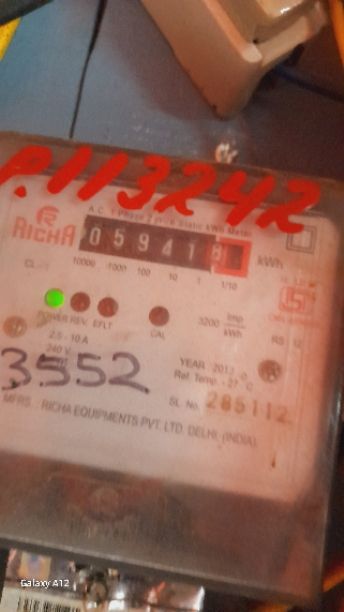 P.113242
RICHA
A.C. 1 Phase 2 Wire Static kWh Meter
059418
kWh
CL.-1
10000 1000 100 10 1 1/10
POWER REV. EFLT
CAL
3200 imp/kWh
2.5 - 10 A
240 V
3552
YEAR 2013
Ref. Temp. - 27 °C
SL. No. 285112
MFRS. : RICHA EQUIPMENTS PVT. LTD. DELHI. (INDIA)
Galaxy A12